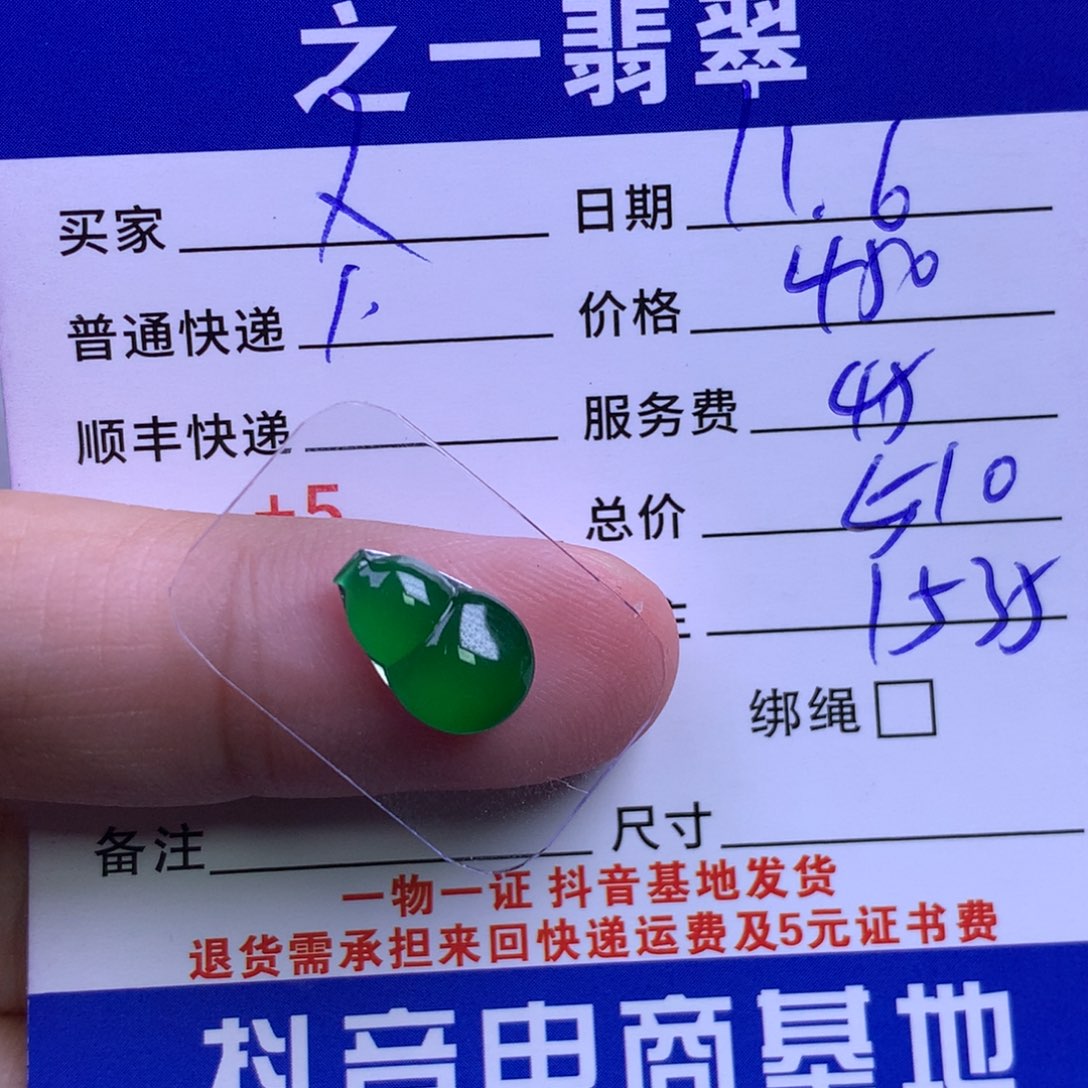 之一翡翠
买家 日期 11.6
普通快递 价格 450
顺丰快递 服务费 45
+5 总价 510
绑绳
备注 尺寸
一物一证 抖音基地发货
退货需承担来回快递运费及5元证书费
抖音电商基地